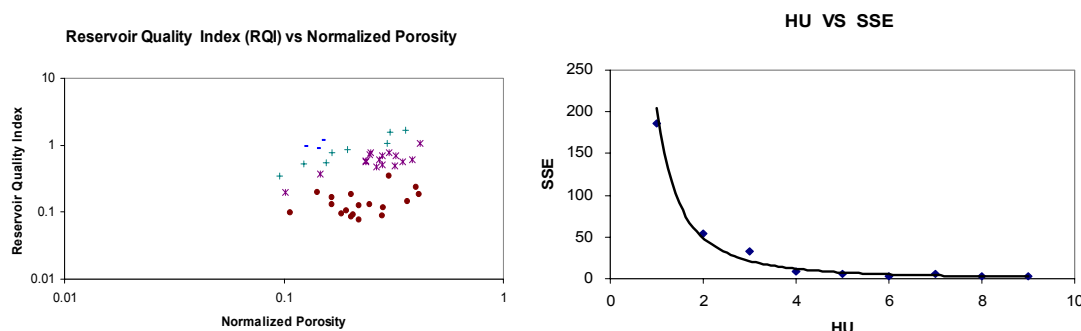 Reservoir Quality Index (RQI) vs Normalized Porosity
10
1
0.1
0.01
Reservoir Quality Index
0.01 0.1 1
Normalized Porosity
HU VS SSE
250
200
150
100
50
0
SSE
0 2 4 6 8 10
HU